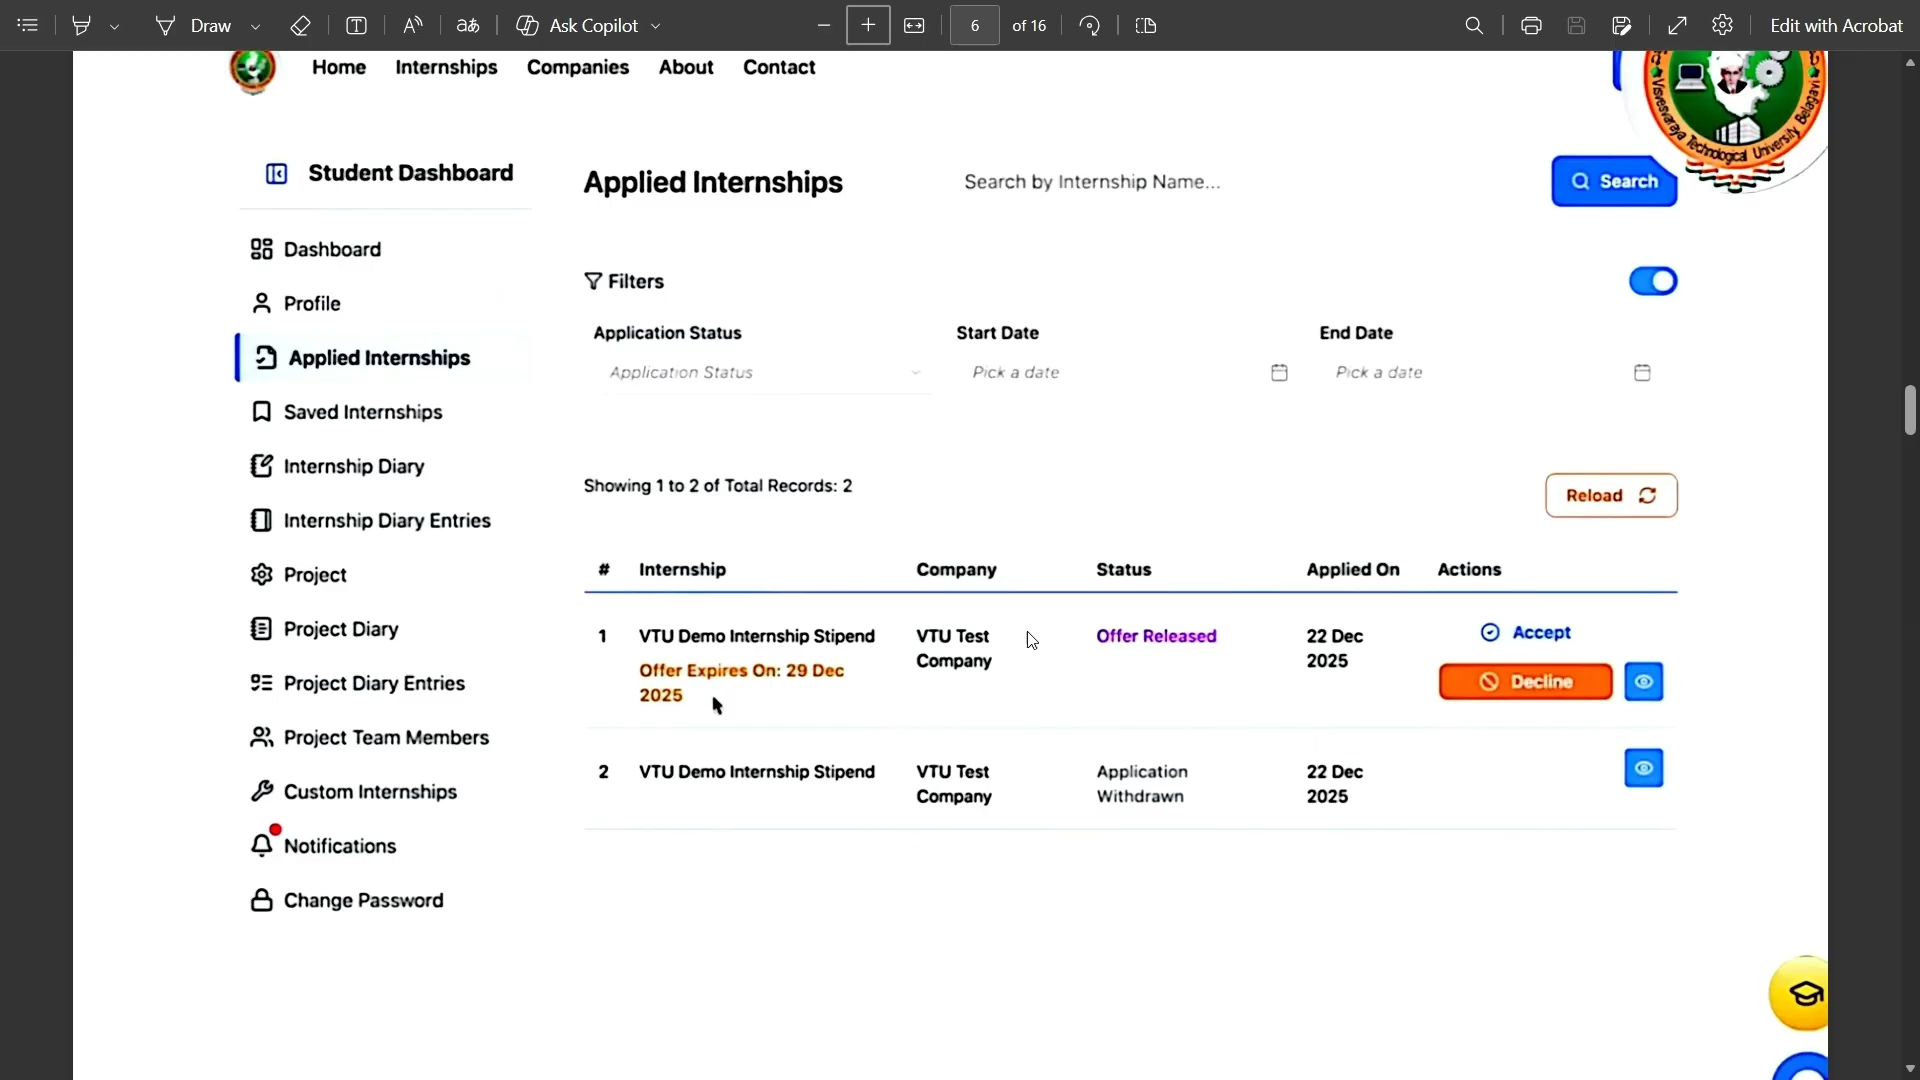 Draw
Ask Copilot
6 of 16
Edit with Acrobat
Home Internships Companies About Contact
Visvesvaraya Technological University Belagavi
Student Dashboard
Dashboard
Profile
Applied Internships
Saved Internships
Internship Diary
Internship Diary Entries
Project
Project Diary
Project Diary Entries
Project Team Members
Custom Internships
Notifications
Change Password
Applied Internships
Search by Internship Name...
Search
Filters
Application Status Start Date End Date
Application Status Pick a date Pick a date
Showing 1 to 2 of Total Records: 2
Reload
# Internship Company Status Applied On Actions
1 VTU Demo Internship Stipend VTU Test Offer Released 22 Dec Accept
Company 2025
Offer Expires On: 29 Dec Decline
2025
2 VTU Demo Internship Stipend VTU Test Application 22 Dec
Company Withdrawn 2025